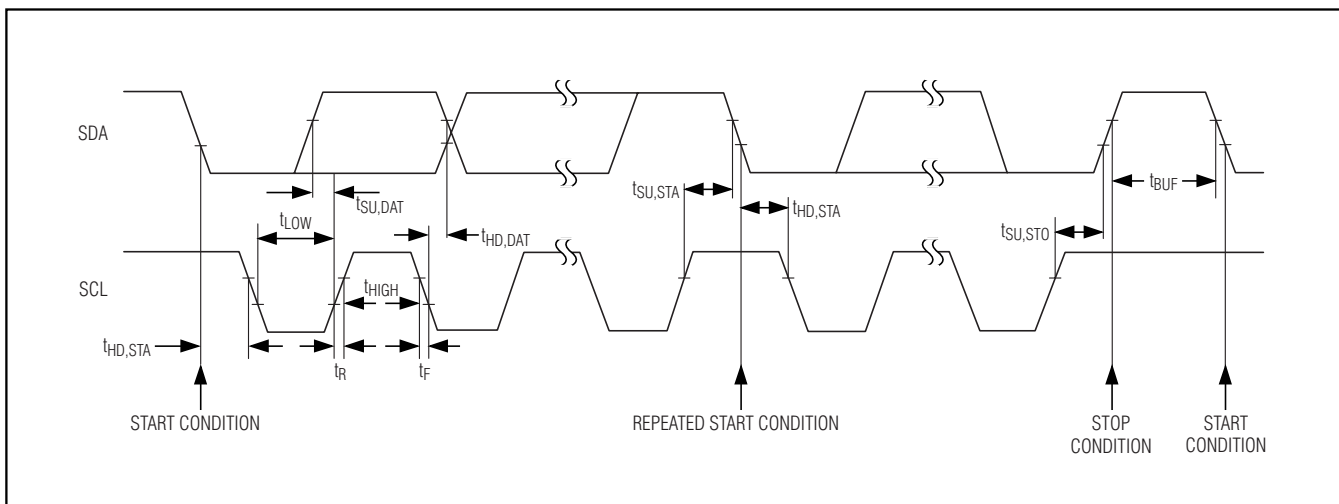 SDA
tSU,STA
tBUF
tSU,DAT
tLOW
tHD,STA
tHD,DAT
tSU,STO
SCL
tHIGH
tHD,STA
tR
tF
START CONDITION
REPEATED START CONDITION
STOP
CONDITION
START
CONDITION